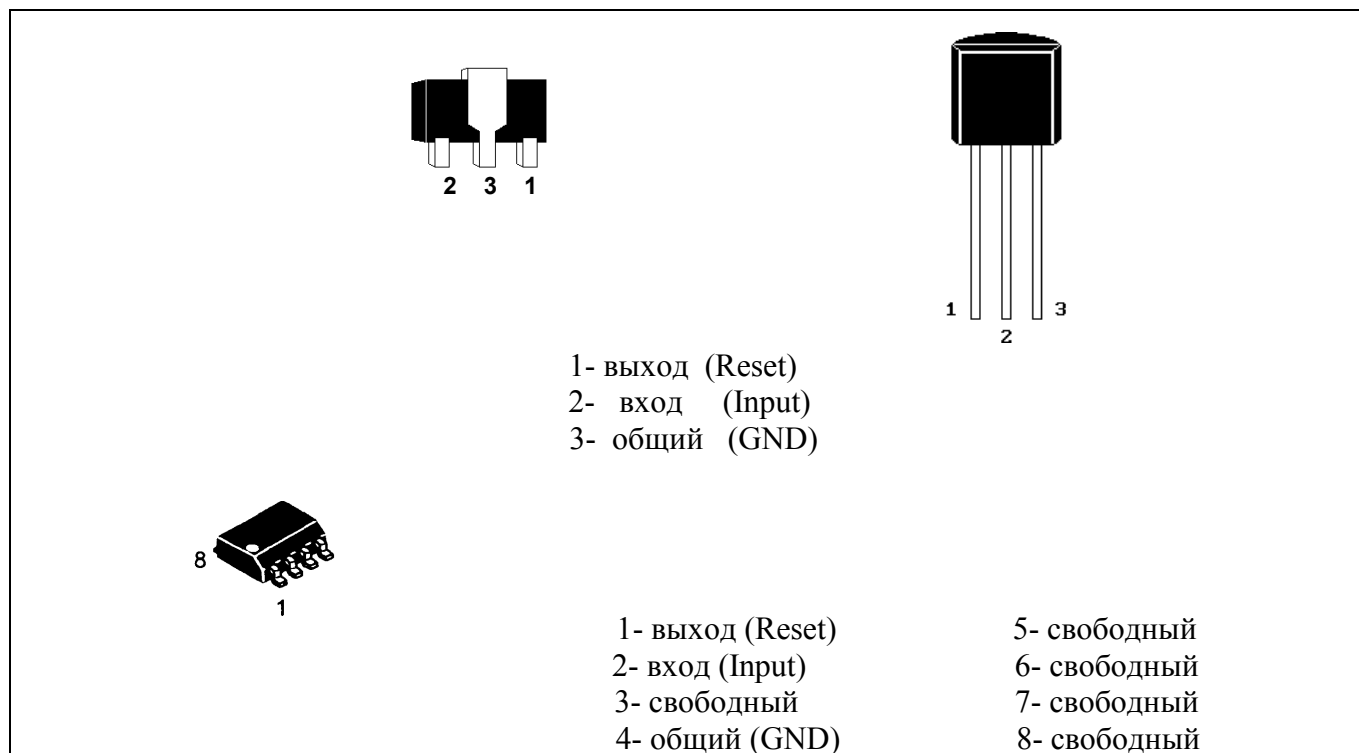 2 3 1
1 3
2
1- выход (Reset)
2- вход (Input)
3- общий (GND)
8
1
1- выход (Reset) 5- свободный
2- вход (Input) 6- свободный
3- свободный 7- свободный
4- общий (GND) 8- свободный